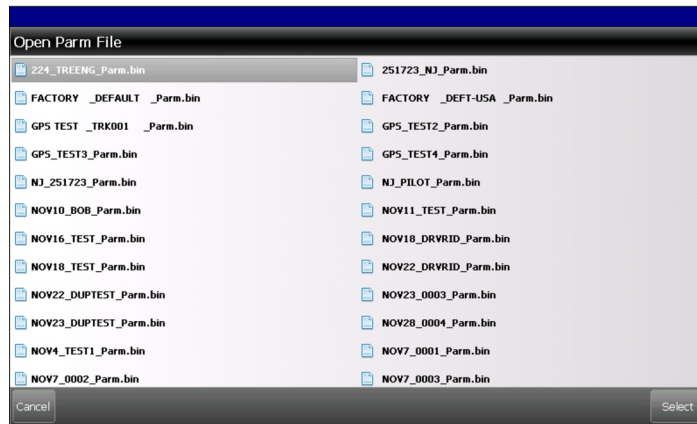 Open Parm File
224_TREENG_Parm.bin 251723_NJ_Parm.bin
FACTORY _DEFAULT _Parm.bin FACTORY _DEFT-USA _Parm.bin
GPS TEST _TRK001 _Parm.bin GPS_TEST2_Parm.bin
GPS_TEST3_Parm.bin GPS_TEST4_Parm.bin
NJ_251723_Parm.bin NJ_PILOT_Parm.bin
NOV10_BOB_Parm.bin NOV11_TEST_Parm.bin
NOV16_TEST_Parm.bin NOV18_DRVRID_Parm.bin
NOV18_TEST_Parm.bin NOV22_DRVRID_Parm.bin
NOV22_DUPTEST_Parm.bin NOV23_0003_Parm.bin
NOV23_DUPTEST_Parm.bin NOV28_0004_Parm.bin
NOV4_TEST1_Parm.bin NOV7_0001_Parm.bin
NOV7_0002_Parm.bin NOV7_0003_Parm.bin
Cancel Select